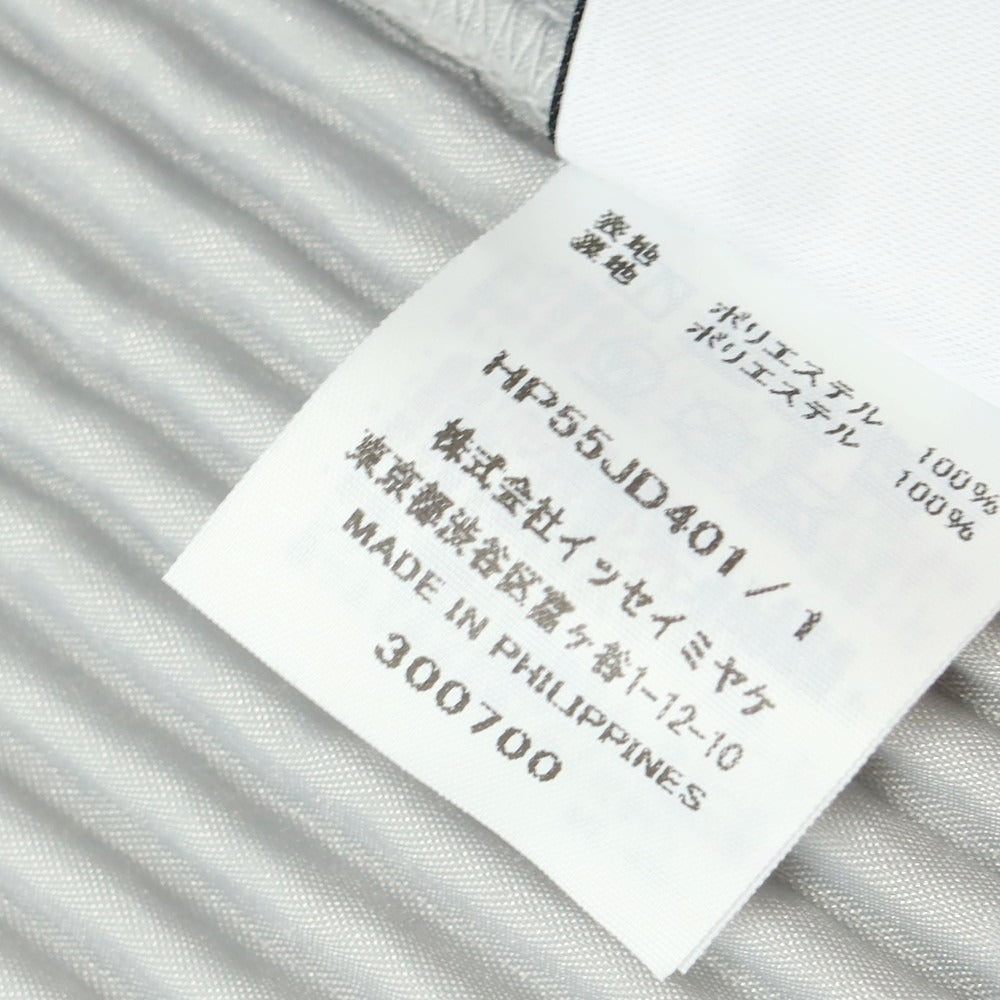 表地 ポリエステル 100%
裏地 ポリエステル 100%
HP55JD401/1
株式会社イッセイミヤケ
東京都渋谷区富ケ谷1-12-10
MADE IN PHILIPPINES
300700